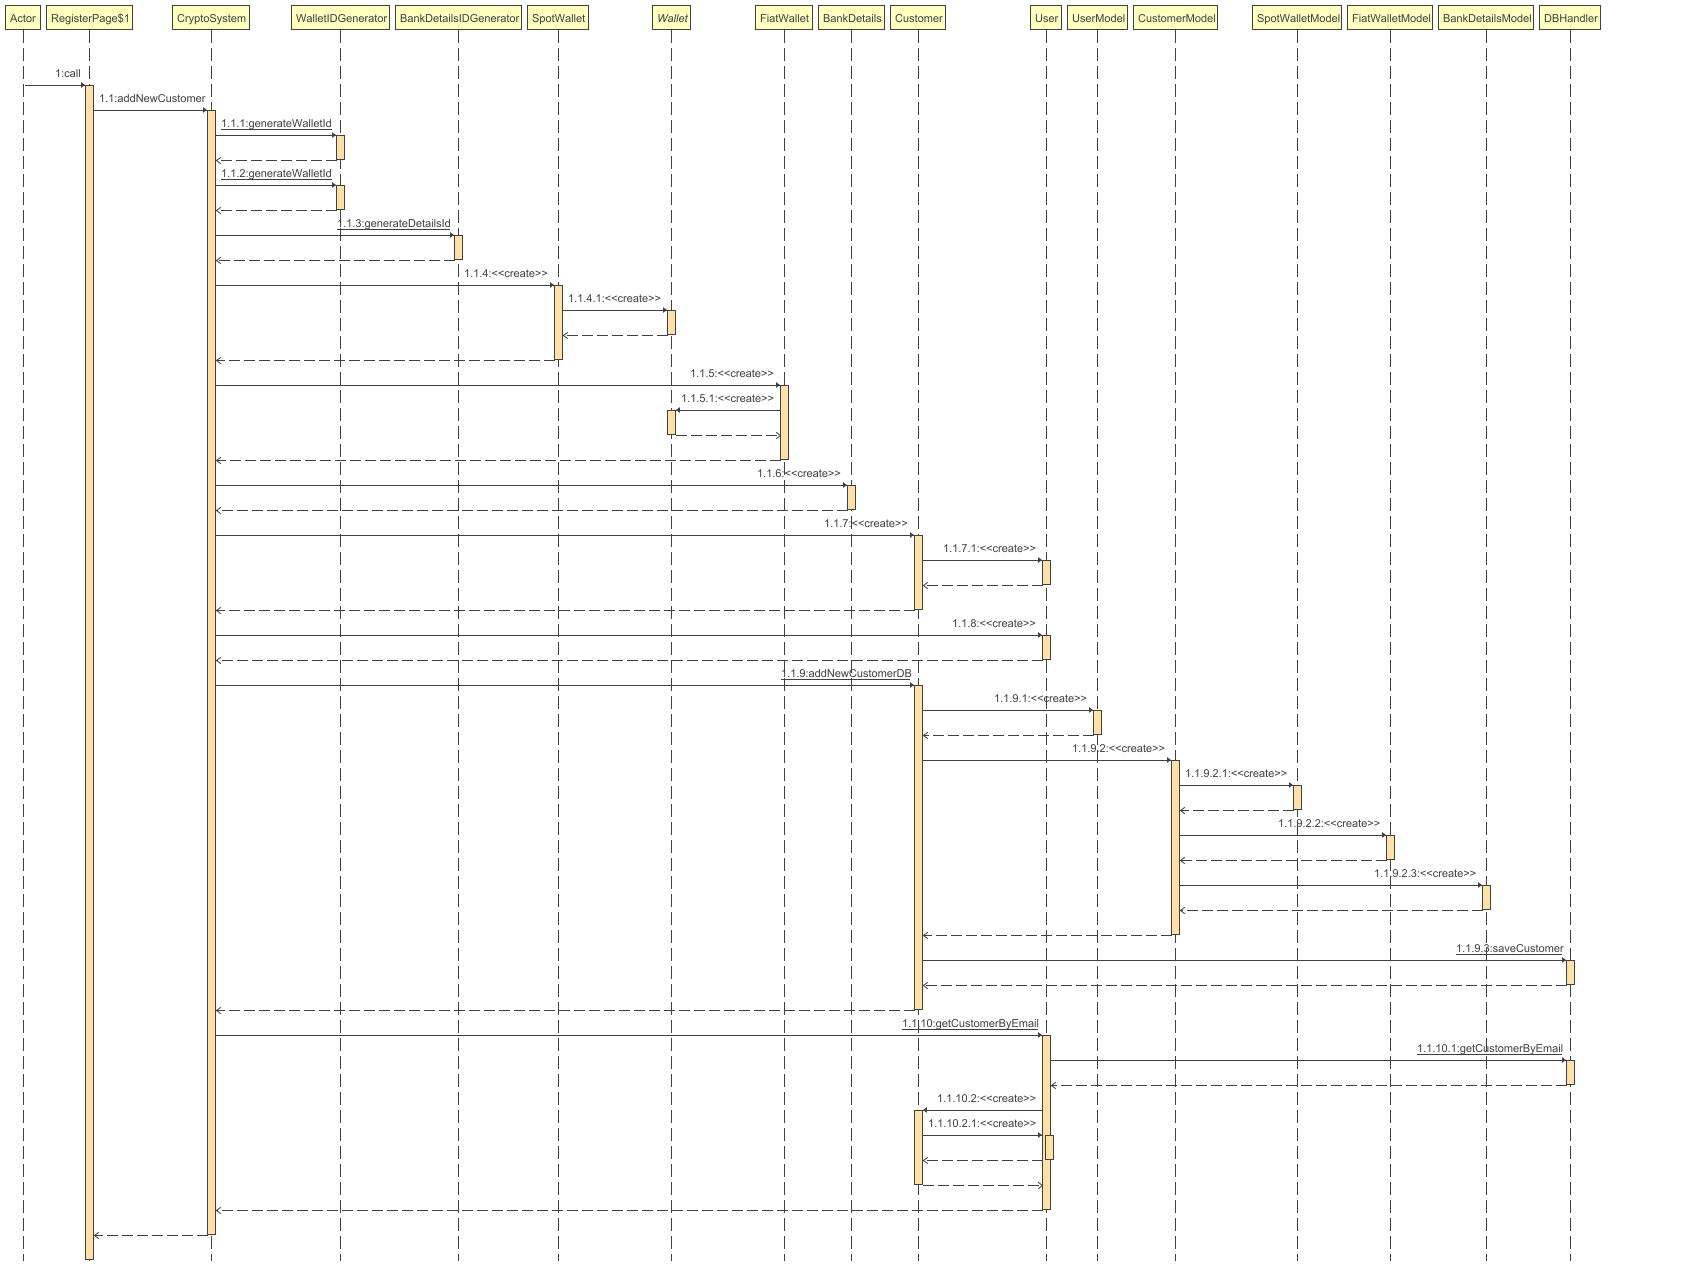 Actor RegisterPage$1 CryptoSystem WalletIDGenerator BankDetailsIDGenerator SpotWallet Wallet FiatWallet BankDetails Customer User UserModel CustomerModel SpotWalletModel FiatWalletModel BankDetailsModel DBHandler
1:call
1.1:addNewCustomer
1.1.1:generateWalletId
1.1.2:generateWalletId
1.1.3:generateDetailsId
1.1.4:<<create>>
1.1.4.1:<<create>>
1.1.5:<<create>>
1.1.5.1:<<create>>
1.1.6:<<create>>
1.1.7:<<create>>
1.1.7.1:<<create>>
1.1.8:<<create>>
1.1.9:addNewCustomerDB
1.1.9.1:<<create>>
1.1.9.2:<<create>>
1.1.9.2.1:<<create>>
1.1.9.2.2:<<create>>
1.1.9.2.3:<<create>>
1.1.9.3:saveCustomer
1.1.10:getCustomerByEmail
1.1.10.1:getCustomerByEmail
1.1.10.2:<<create>>
1.1.10.2.1:<<create>>